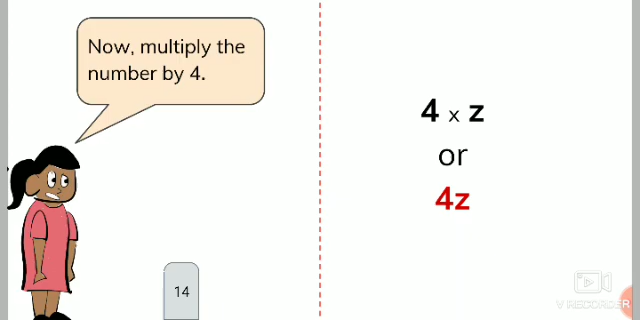 Now, multiply the
number by 4.
4 x z
or
4z
14
V RECORDER